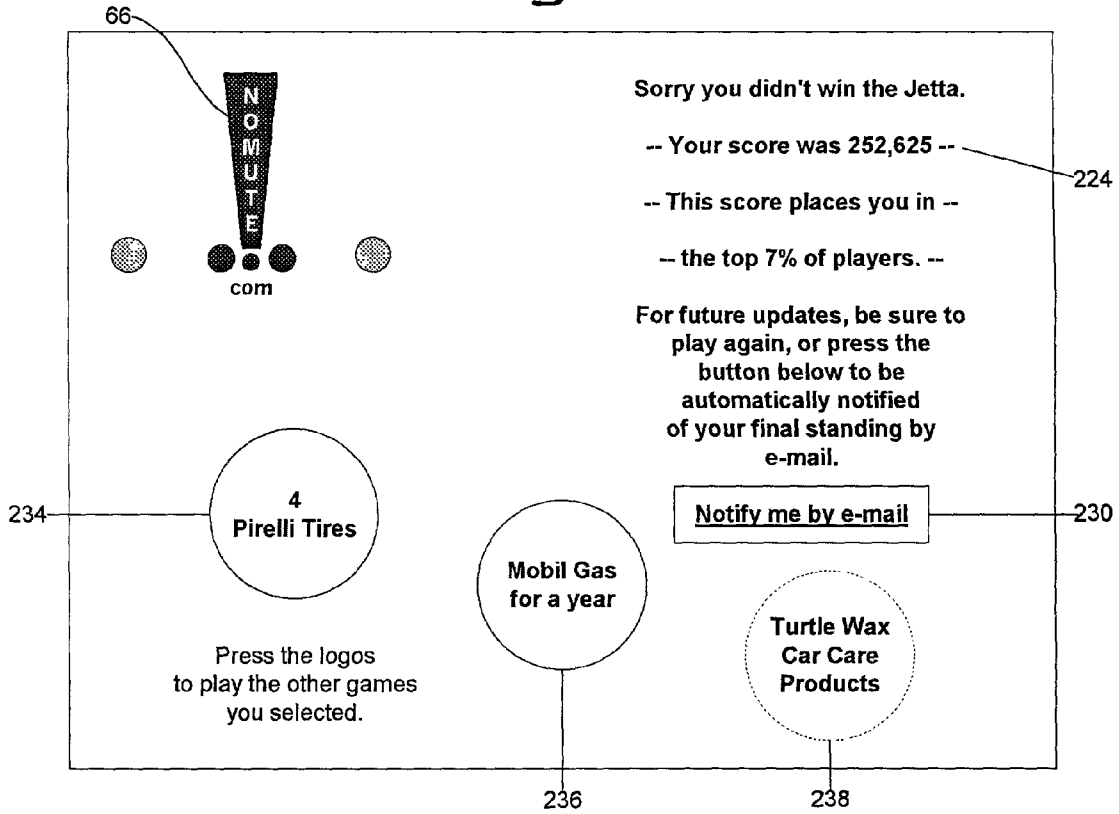 66
NOMUTE
com
Sorry you didn't win the Jetta.
-- Your score was 252,625 --
224
-- This score places you in --
-- the top 7% of players. --
For future updates, be sure to
play again, or press the
button below to be
automatically notified
of your final standing by
e-mail.
234
4
Pirelli Tires
Notify me by e-mail
230
Mobil Gas
for a year
Turtle Wax
Car Care
Products
Press the logos
to play the other games
you selected.
236
238